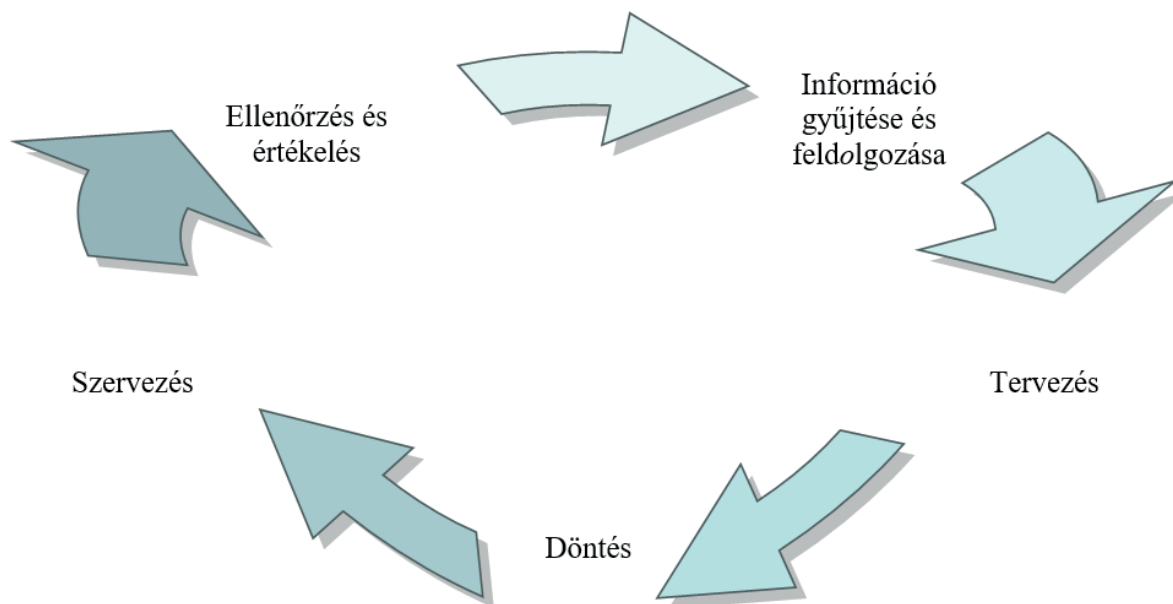 Ellenőrzés és
értékelés
Információ
gyűjtése és
feldolgozása
Szervezés
Tervezés
Döntés